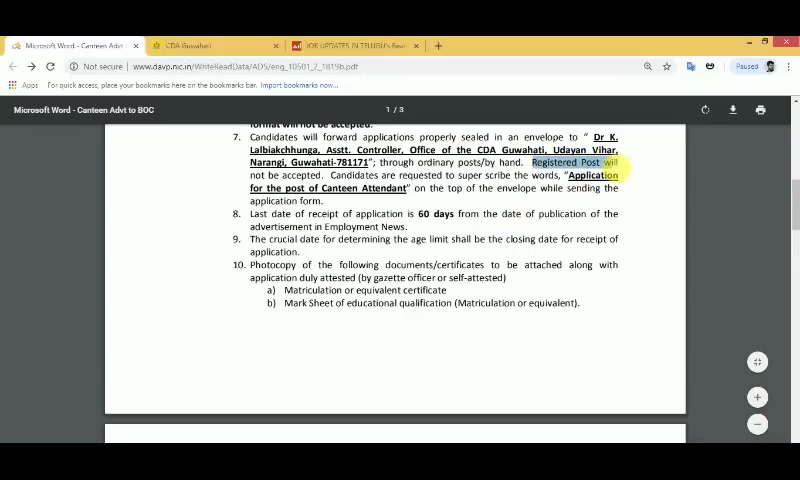 Microsoft Word - Canteen Advt
CDA Guwahati
JOB UPDATES IN TELUGU's Rea
Not secure | www.davp.nic.in/WriteReadData/ADS/eng_10501_2_1819b.pdf
Paused
Apps For quick access, place your bookmarks here on the bookmarks bar. Import bookmarks now...
Microsoft Word - Canteen Advt to BOC
1 / 3
format will not be accepted.
7. Candidates will forward applications properly sealed in an envelope to " Dr K.
Lalbiakchhunga, Asstt. Controller, Office of the CDA Guwahati, Udayan Vihar,
Narangi, Guwahati-781171"; through ordinary posts/by hand. Registered Post will
not be accepted. Candidates are requested to super scribe the words, "Application
for the post of Canteen Attendant" on the top of the envelope while sending the
application form.
8. Last date of receipt of application is 60 days from the date of publication of the
advertisement in Employment News.
9. The crucial date for determining the age limit shall be the closing date for receipt of
application.
10. Photocopy of the following documents/certificates to be attached along with
application duly attested (by gazette officer or self-attested)
a) Matriculation or equivalent certificate
b) Mark Sheet of educational qualification (Matriculation or equivalent).